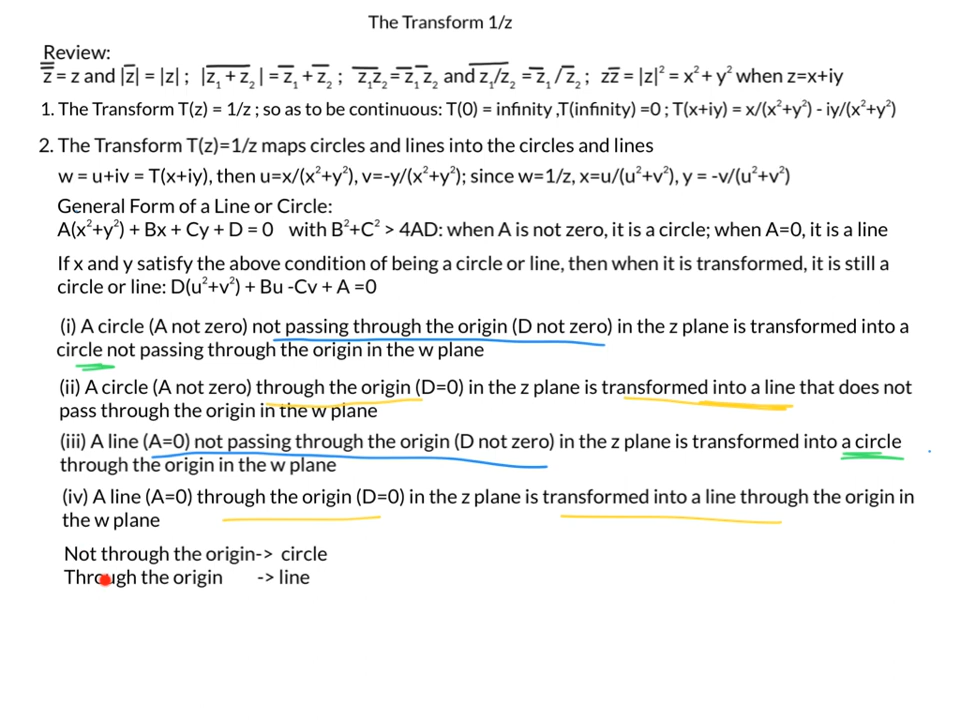 The Transform 1/z
Review:
z̿ = z and |z̅| = |z| ; |z̅₁ + z̅₂ | = z̅₁ + z̅₂ ; z̅₁z̅₂ = z̅₁ z̅₂ and z̅₁/z̅₂ = z̅₁ / z̅₂ ; zz̅ = |z|² = x² + y² when z=x+iy
1. The Transform T(z) = 1/z ; so as to be continuous: T(0) = infinity ,T(infinity) =0 ; T(x+iy) = x/(x²+y²) - iy/(x²+y²)
2. The Transform T(z)=1/z maps circles and lines into the circles and lines
w = u+iv = T(x+iy), then u=x/(x²+y²), v=-y/(x²+y²); since w=1/z, x=u/(u²+v²), y = -v/(u²+v²)
General Form of a Line or Circle:
A(x²+y²) + Bx + Cy + D = 0 with B²+C² > 4AD: when A is not zero, it is a circle; when A=0, it is a line
If x and y satisfy the above condition of being a circle or line, then when it is transformed, it is still a
circle or line: D(u²+v²) + Bu -Cv + A =0
(i) A circle (A not zero) not passing through the origin (D not zero) in the z plane is transformed into a
circle not passing through the origin in the w plane
(ii) A circle (A not zero) through the origin (D=0) in the z plane is transformed into a line that does not
pass through the origin in the w plane
(iii) A line (A=0) not passing through the origin (D not zero) in the z plane is transformed into a circle
through the origin in the w plane
(iv) A line (A=0) through the origin (D=0) in the z plane is transformed into a line through the origin in
the w plane
Not through the origin-> circle
Through the origin -> line